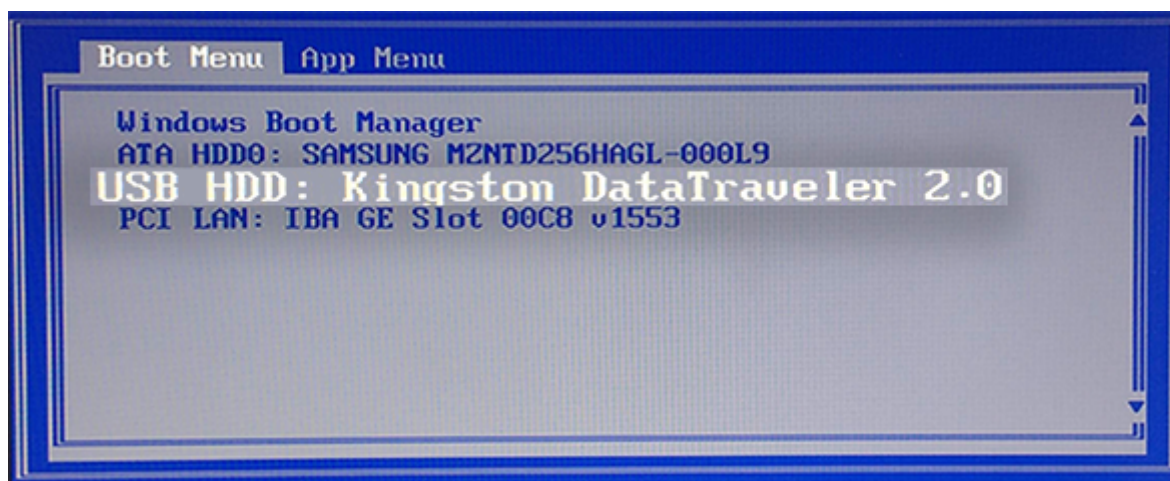 Boot Menu App Menu
Windows Boot Manager
ATA HDD0: SAMSUNG MZNTD256HAGL-000L9
USB HDD: Kingston DataTraveler 2.0
PCI LAN: IBA GE Slot 00C8 v1553